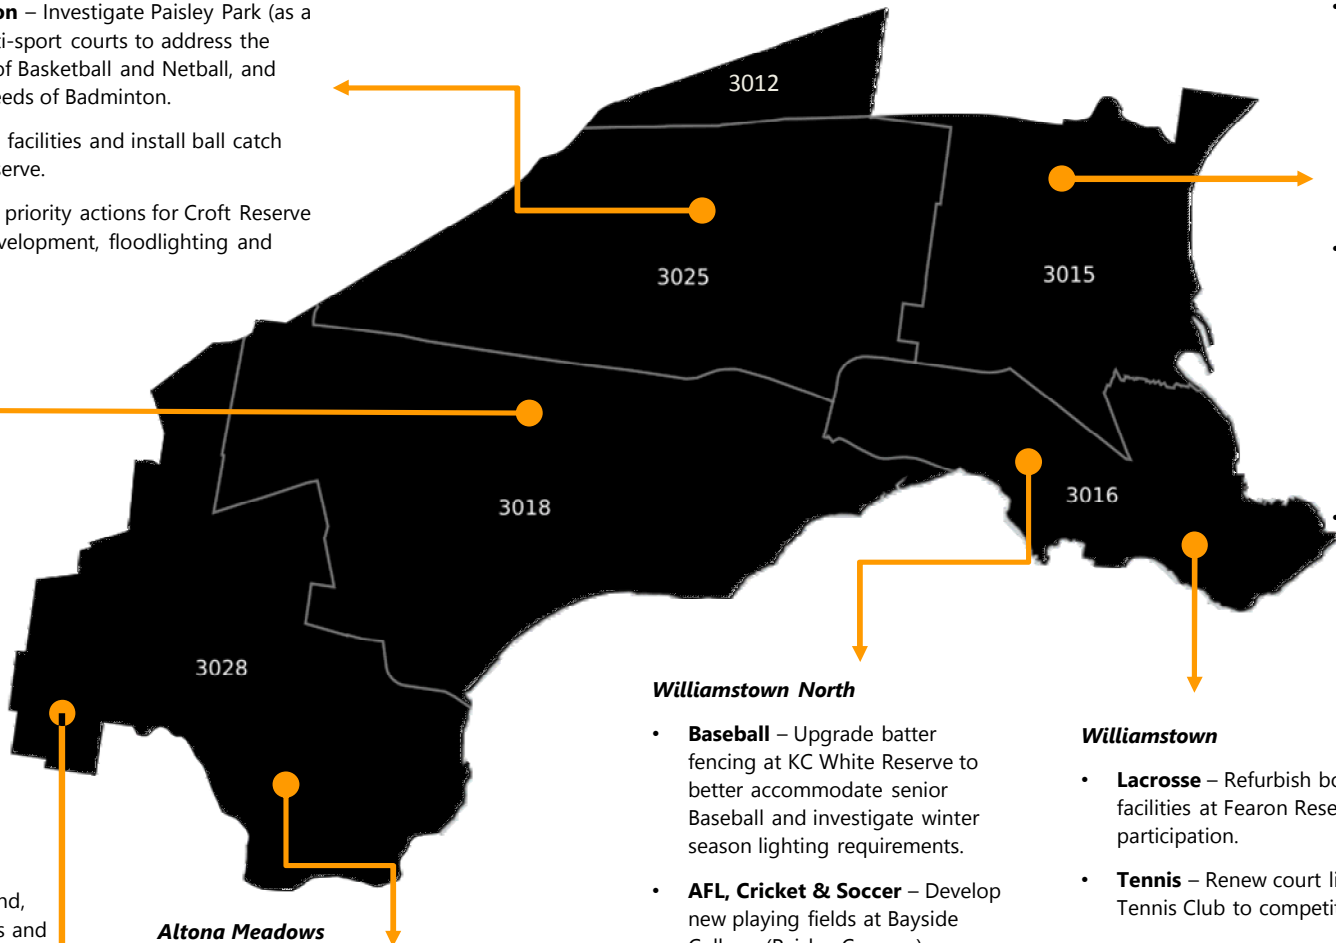 on – Investigate Paisley Park (as a
ti-sport courts to address the
of Basketball and Netball, and
eeds of Badminton.
facilities and install ball catch
serve.
priority actions for Croft Reserve
velopment, floodlighting and
3012
3025
3015
3018
3016
3028
Williamstown North
• Baseball – Upgrade batter
fencing at KC White Reserve to
better accommodate senior
Baseball and investigate winter
season lighting requirements.
• AFL, Cricket & Soccer – Develop
new playing fields at Bayside
Williamstown
• Lacrosse – Refurbish bo
facilities at Fearon Rese
participation.
• Tennis – Renew court li
Tennis Club to competit
nd,
s and
Altona Meadows